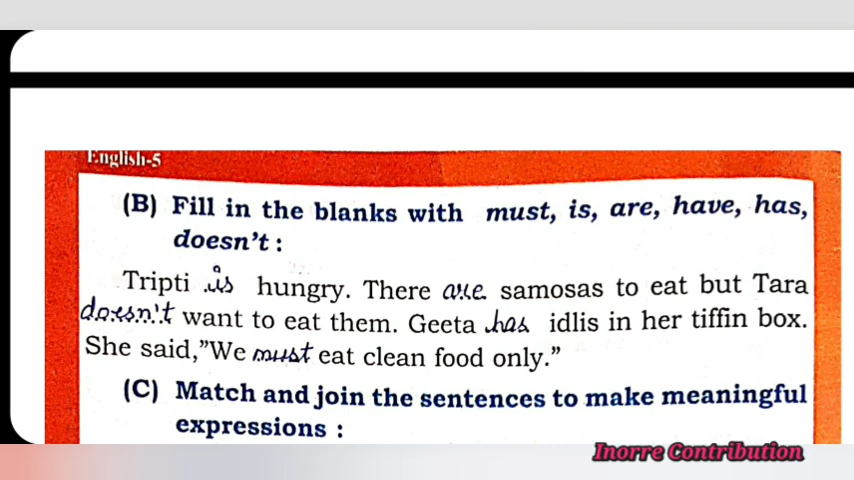 English-5
(B) Fill in the blanks with must, is, are, have, has,
doesn't :
Tripti is hungry. There are samosas to eat but Tara
doesn't want to eat them. Geeta has idlis in her tiffin box.
She said,"We must eat clean food only."
(C) Match and join the sentences to make meaningful
expressions :
Inorre Contribution